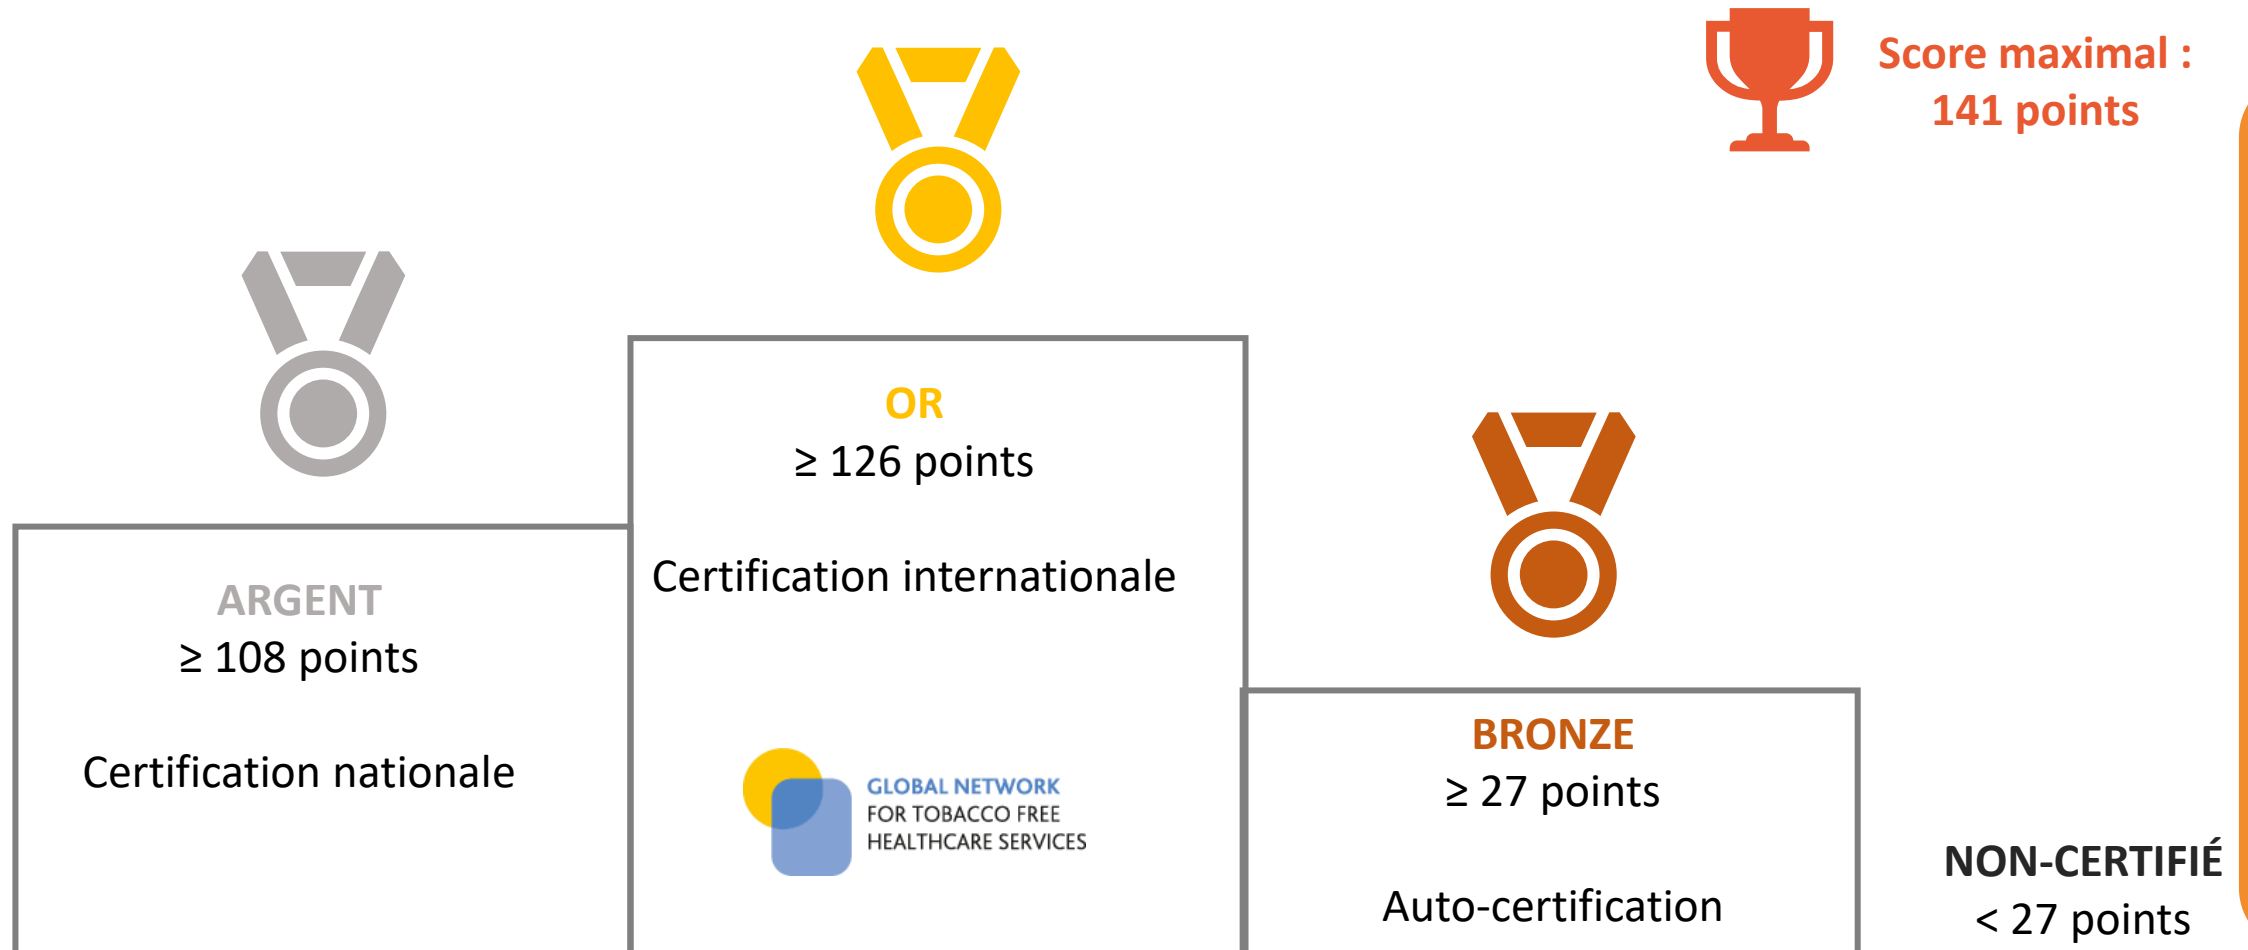 Score maximal :
141 points
OR
≥ 126 points
Certification internationale
GLOBAL NETWORK
FOR TOBACCO FREE
HEALTHCARE SERVICES
ARGENT
≥ 108 points
Certification nationale
BRONZE
≥ 27 points
Auto-certification
NON-CERTIFIÉ
< 27 points